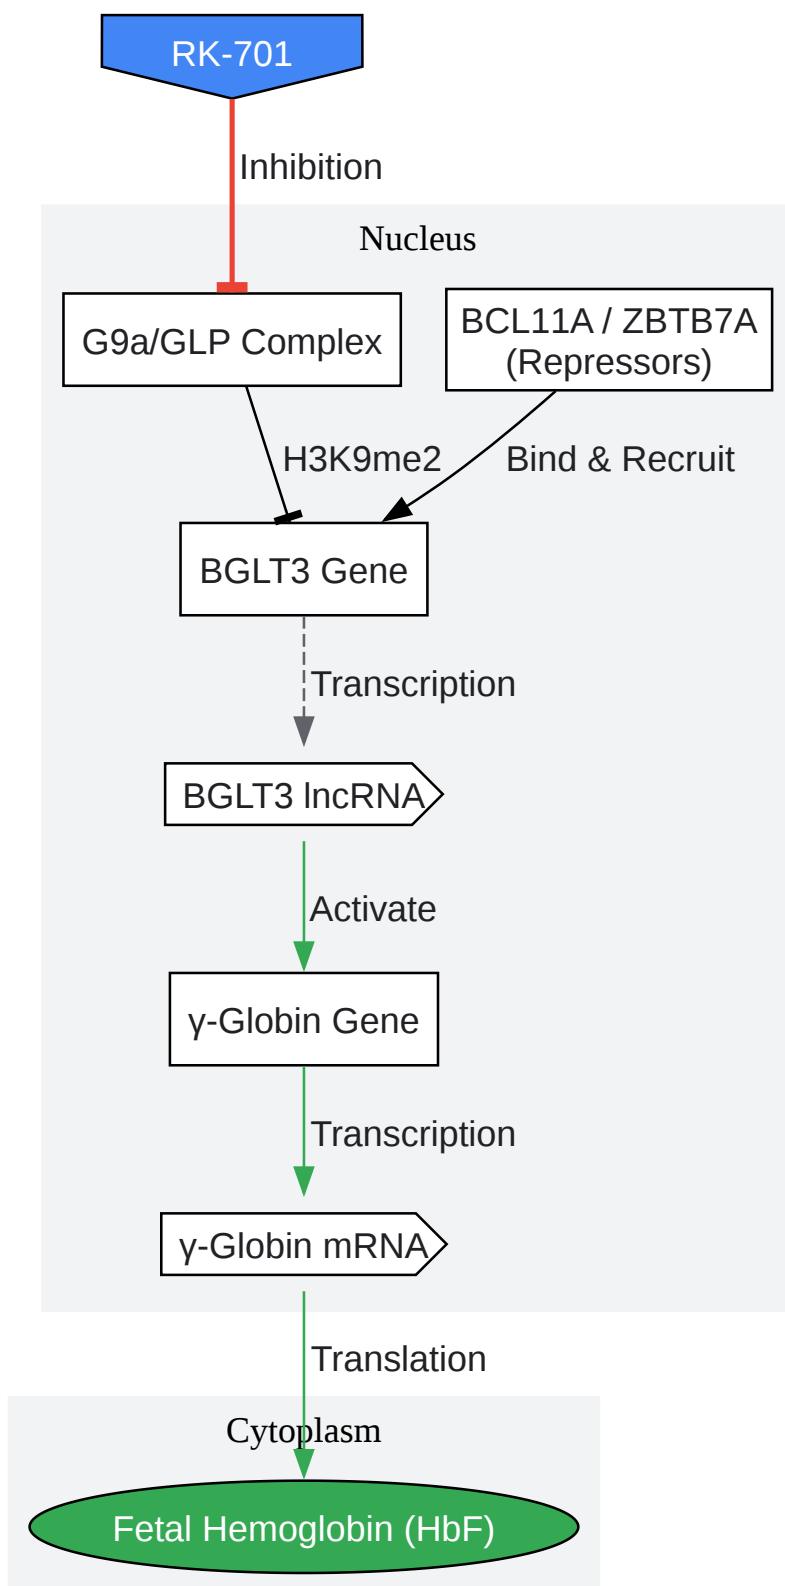 RK-701
Inhibition
Nucleus
G9a/GLP Complex
BCL11A / ZBTB7A
(Repressors)
H3K9me2
Bind & Recruit
BGLT3 Gene
Transcription
BGLT3 lncRNA
Activate
γ-Globin Gene
Transcription
γ-Globin mRNA
Translation
Cytoplasm
Fetal Hemoglobin (HbF)